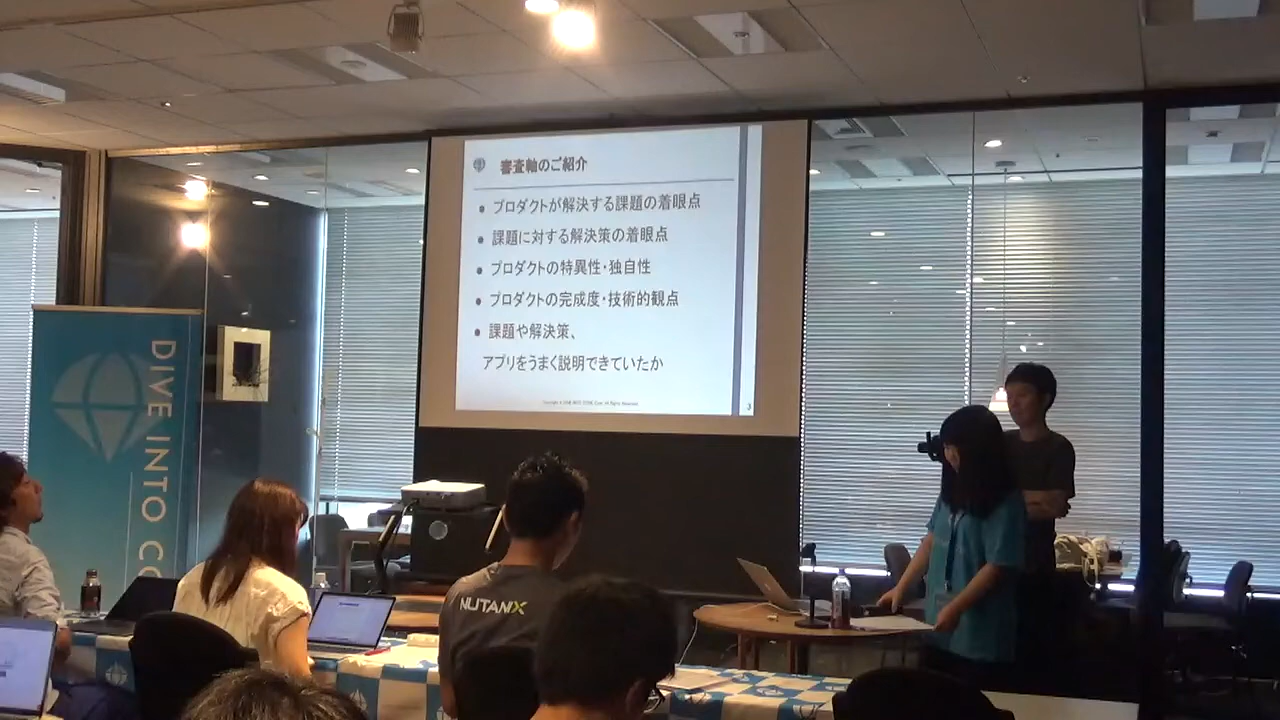 審査軸のご紹介
• プロダクトが解決する課題の着眼点
• 課題に対する解決策の着眼点
• プロダクトの特異性・独自性
• プロダクトの完成度・技術的観点
• 課題や解決策、
アプリをうまく説明できていたか
3
DIVE INTO CO
NUTANIX